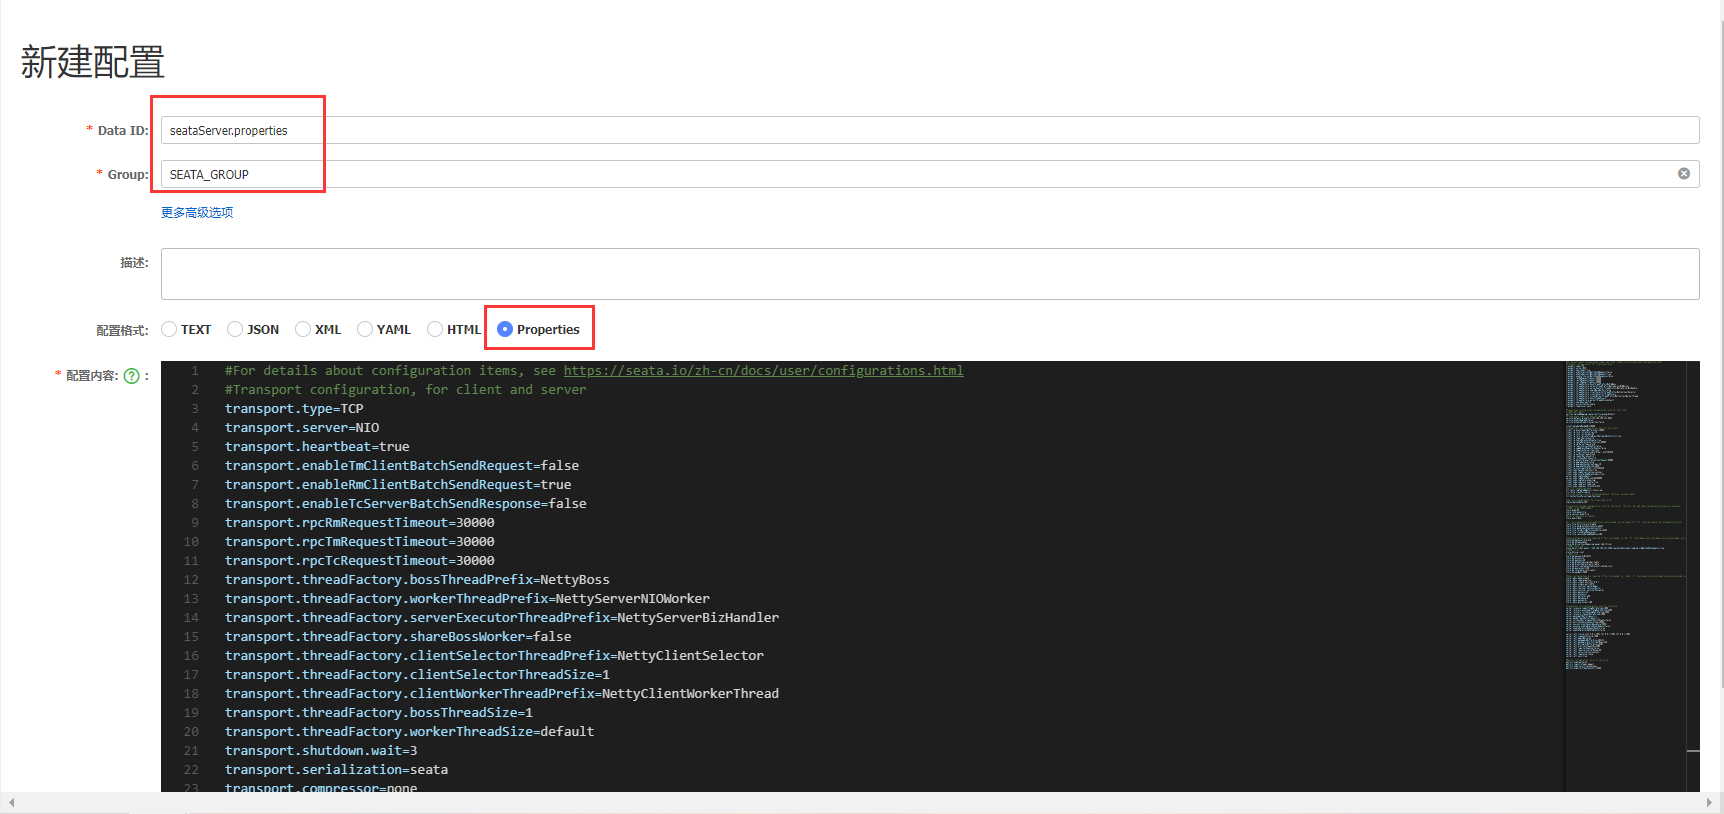 新建配置
* Data ID: seataServer.properties
* Group: SEATA_GROUP
更多高级选项
描述:
配置格式: TEXT JSON XML YAML HTML Properties
* 配置内容: ? :
1 #For details about configuration items, see https://seata.io/zh-cn/docs/user/configurations.html
2 #Transport configuration, for client and server
3 transport.type=TCP
4 transport.server=NIO
5 transport.heartbeat=true
6 transport.enableTmClientBatchSendRequest=false
7 transport.enableRmClientBatchSendRequest=true
8 transport.enableTcServerBatchSendResponse=false
9 transport.rpcRmRequestTimeout=30000
10 transport.rpcTmRequestTimeout=30000
11 transport.rpcTcRequestTimeout=30000
12 transport.threadFactory.bossThreadPrefix=NettyBoss
13 transport.threadFactory.workerThreadPrefix=NettyServerNIOWorker
14 transport.threadFactory.serverExecutorThreadPrefix=NettyServerBizHandler
15 transport.threadFactory.shareBossWorker=false
16 transport.threadFactory.clientSelectorThreadPrefix=NettyClientSelector
17 transport.threadFactory.clientSelectorThreadSize=1
18 transport.threadFactory.clientWorkerThreadPrefix=NettyClientWorkerThread
19 transport.threadFactory.bossThreadSize=1
20 transport.threadFactory.workerThreadSize=default
21 transport.shutdown.wait=3
22 transport.serialization=seata
23 transport.compressor=none